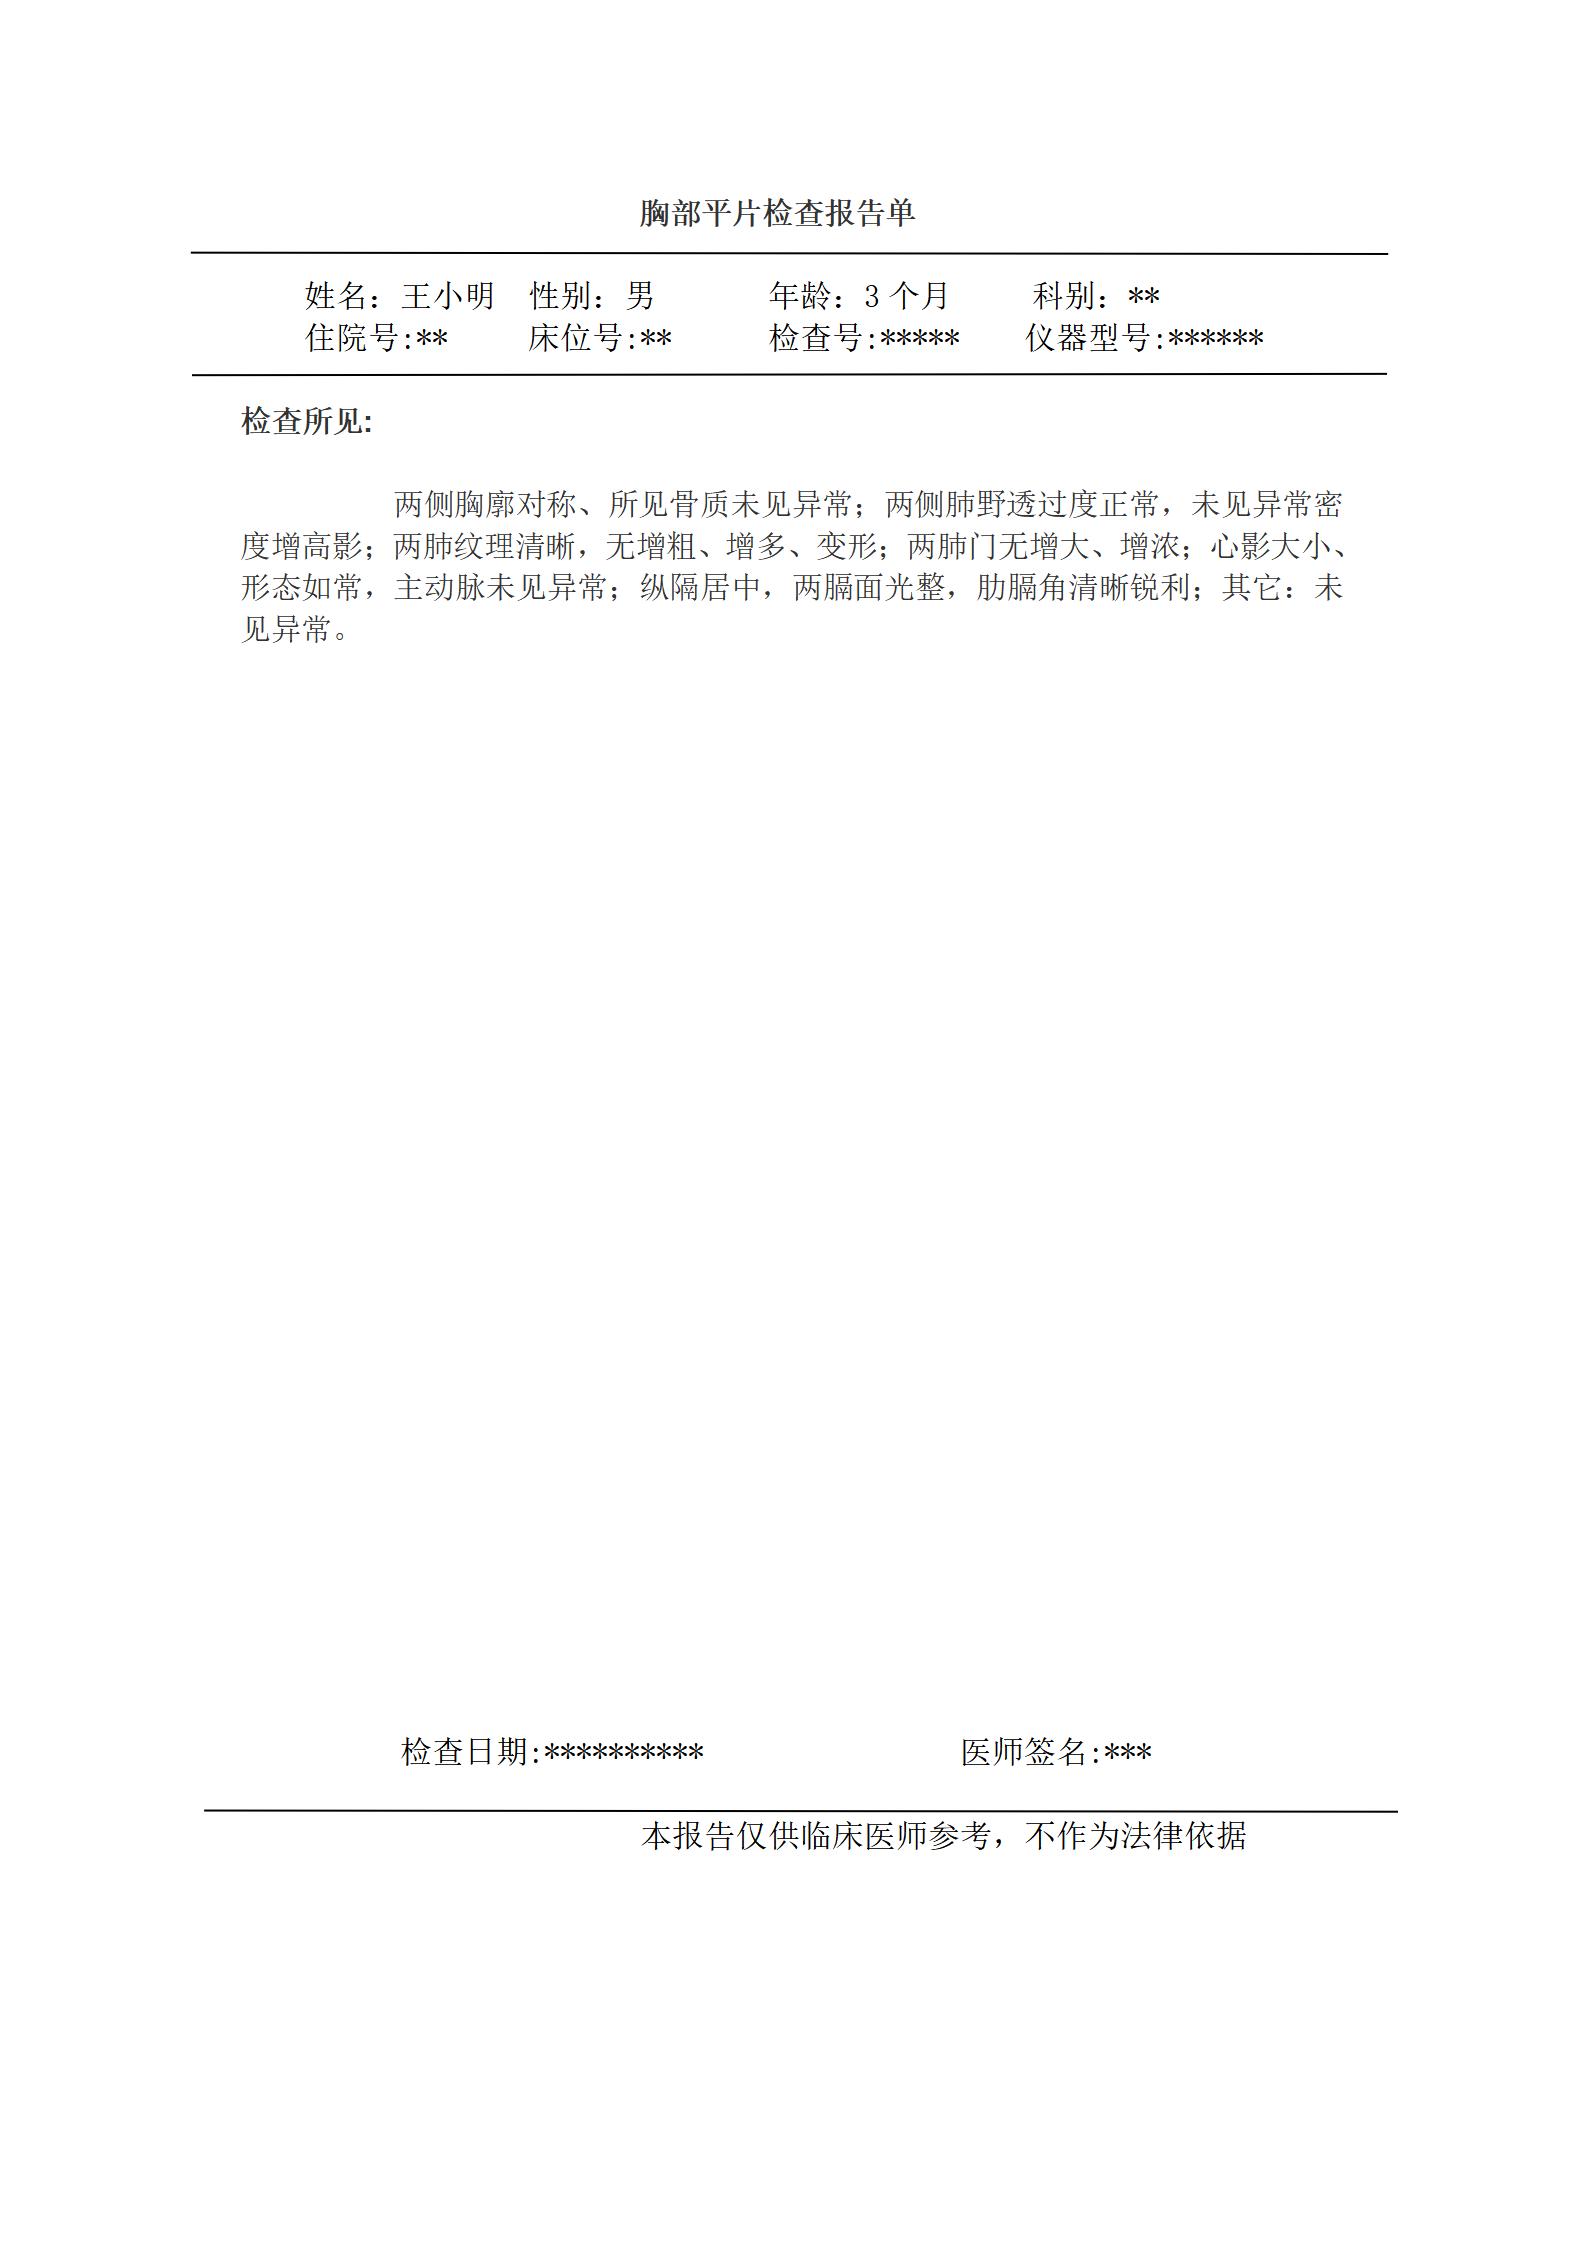 胸部平片检查报告单
姓名：王小明 性别：男 年龄：3 个月 科别：**
住院号:** 床位号:** 检查号:***** 仪器型号:******
检查所见:
两侧胸廓对称、所见骨质未见异常；两侧肺野透过度正常，未见异常密
度增高影；两肺纹理清晰，无增粗、增多、变形；两肺门无增大、增浓；心影大小、
形态如常，主动脉未见异常；纵隔居中，两膈面光整，肋膈角清晰锐利；其它：未
见异常。
检查日期:********** 医师签名:***
本报告仅供临床医师参考，不作为法律依据